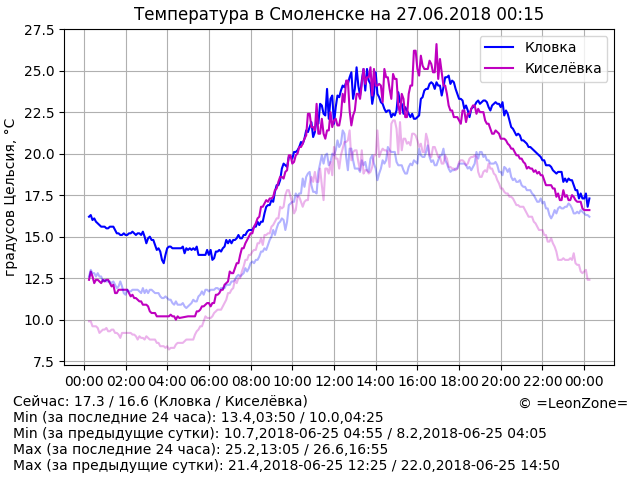 Температура в Смоленске на 27.06.2018 00:15
градусов Цельсия, °C
27.5
25.0
22.5
20.0
17.5
15.0
12.5
10.0
7.5
Кловка
Киселёвка
00:00 02:00 04:00 06:00 08:00 10:00 12:00 14:00 16:00 18:00 20:00 22:00 00:00
Сейчас: 17.3 / 16.6 (Кловка / Киселёвка)
© =LeonZone=
Min (за последние 24 часа): 13.4,03:50 / 10.0,04:25
Min (за предыдущие сутки): 10.7,2018-06-25 04:55 / 8.2,2018-06-25 04:05
Max (за последние 24 часа): 25.2,13:05 / 26.6,16:55
Max (за предыдущие сутки): 21.4,2018-06-25 12:25 / 22.0,2018-06-25 14:50